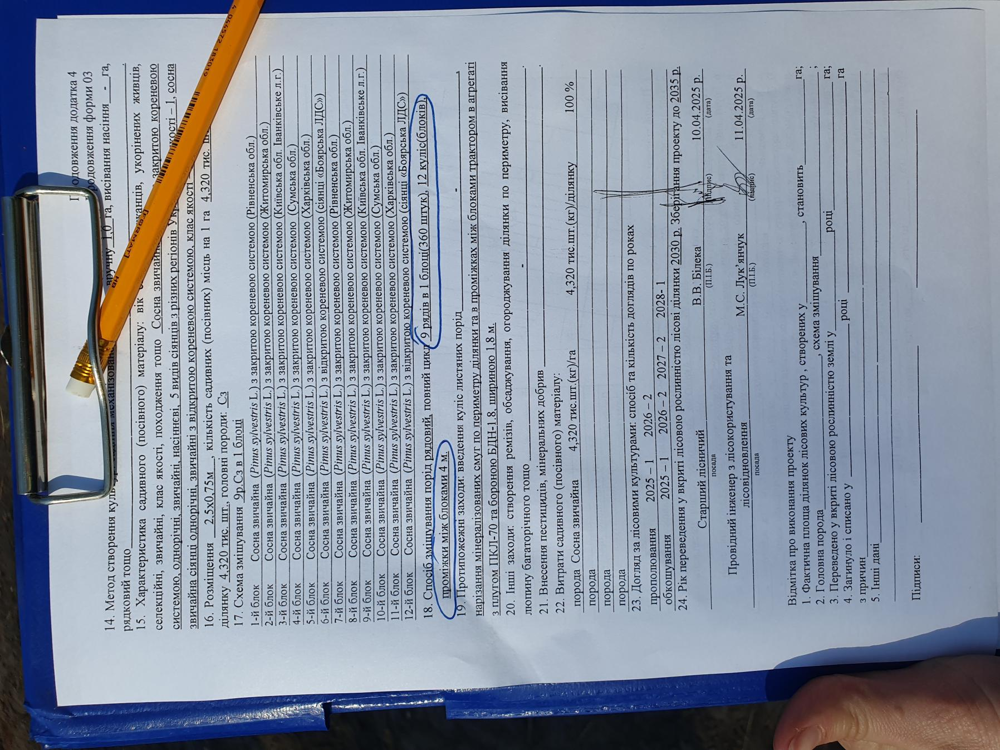 одовження додатка 4
родовження форми 03
14. Метод створення культур: механізовано вручну 1,0 га, висівання насіння - га,
рядковий тощо
15. Характеристика садивного (посівного) матеріалу: вік укорінених живців,
селекційні, звичайні, клас якості, походження тощо Сосна звичайна закритою кореневою
системою, однорічні, звичайні, насіннєві, 5 видів сіянців з різних регіонів якості – 1, сосна
звичайна сіянці однорічні, звичайні з відкритою кореневою системою, клас якості
16. Розміщення 2,5х0,75м , кількість садивних (посівних) місць на 1 га 4,320 тис.
ділянку 4,320 тис. шт., головні породи: Сз
17. Схема змішування 9р.Сз в 1 блоці
1-й блок Сосна звичайна (Pinus sylvestris L.) з закритою кореневою системою (Рівненська обл.)
2-й блок Сосна звичайна (Pinus sylvestris L.) з закритою кореневою системою (Житомирська обл.)
3-й блок Сосна звичайна (Pinus sylvestris L.) з закритою кореневою системою (Київська обл. Іванківське л.г.)
4-й блок Сосна звичайна (Pinus sylvestris L.) з закритою кореневою системою (Сумська обл.)
5-й блок Сосна звичайна (Pinus sylvestris L.) з закритою кореневою системою (Харківська обл.)
6-й блок Сосна звичайна (Pinus sylvestris L.) з відкритою кореневою системою (сіянці «Боярська ЛДС»)
7-й блок Сосна звичайна (Pinus sylvestris L.) з закритою кореневою системою (Рівненська обл.)
8-й блок Сосна звичайна (Pinus sylvestris L.) з закритою кореневою системою (Житомирська обл.)
9-й блок Сосна звичайна (Pinus sylvestris L.) з закритою кореневою системою (Київська обл. Іванківське л.г.)
10-й блок Сосна звичайна (Pinus sylvestris L.) з закритою кореневою системою (Сумська обл.)
11-й блок Сосна звичайна (Pinus sylvestris L.) з закритою кореневою системою (Харківська обл.)
12-й блок Сосна звичайна (Pinus sylvestris L.) з відкритою кореневою системою (сіянці «Боярська ЛДС»)
18. Спосіб змішування порід рядовий, повний цикл 9 рядів в 1 блоці(360 штук), 12 куліс(блоків),
проміжки між блоками 4 м.
19. Протипожежні заходи: введення куліс листяних порід - ,
нарізання мінералізованих смуг по периметру ділянки та в проміжках між блоками трактором в агрегаті
з плугом ПКЛ-70 та бороною БДН-1.8, шириною 1,8 м.
20. Інші заходи: створення ремізів, обсаджування, огороджування ділянки по периметру, висівання
люпину багаторічного тощо - .
21. Внесення пестицидів, мінеральних добрив .
22. Витрати садивного (посівного) матеріалу:
порода Сосна звичайна 4,320 тис.шт.(кг)/га 4,320 тис.шт.(кг)/ділянку 100 %
порода
порода
порода
23. Догляд за лісовими культурами: спосіб та кількість доглядів по роках
прополювання 2025 – 1 2026 – 2
обкошування 2025 – 1 2026 – 2 2027 – 2 2028- 1
24. Рік переведення у вкриті лісовою рослинністю лісові ділянки 2030 р. Зберігання проекту до 2035 р.
Старший лісничий В.В. Білека 10.04.2025 р.
посада (П.І.Б.) (підпис) (дата)
Провідний інженер з лісокористування та
лісовідновлення М.С. Лук’янчук 11.04.2025 р.
посада (П.І.Б.) (підпис) (дата)
Відмітка про виконання проекту
1. Фактична площа ділянок лісових культур , створених у , становить га;
2. Головна порода , схема змішування ;
3. Переведено у вкриті лісовою рослинністю землі у році га;
4. Загинуло і списано у році га
з причин
5. Інші дані
Підписи:
4 044572 183019
[FORMAT]
HB